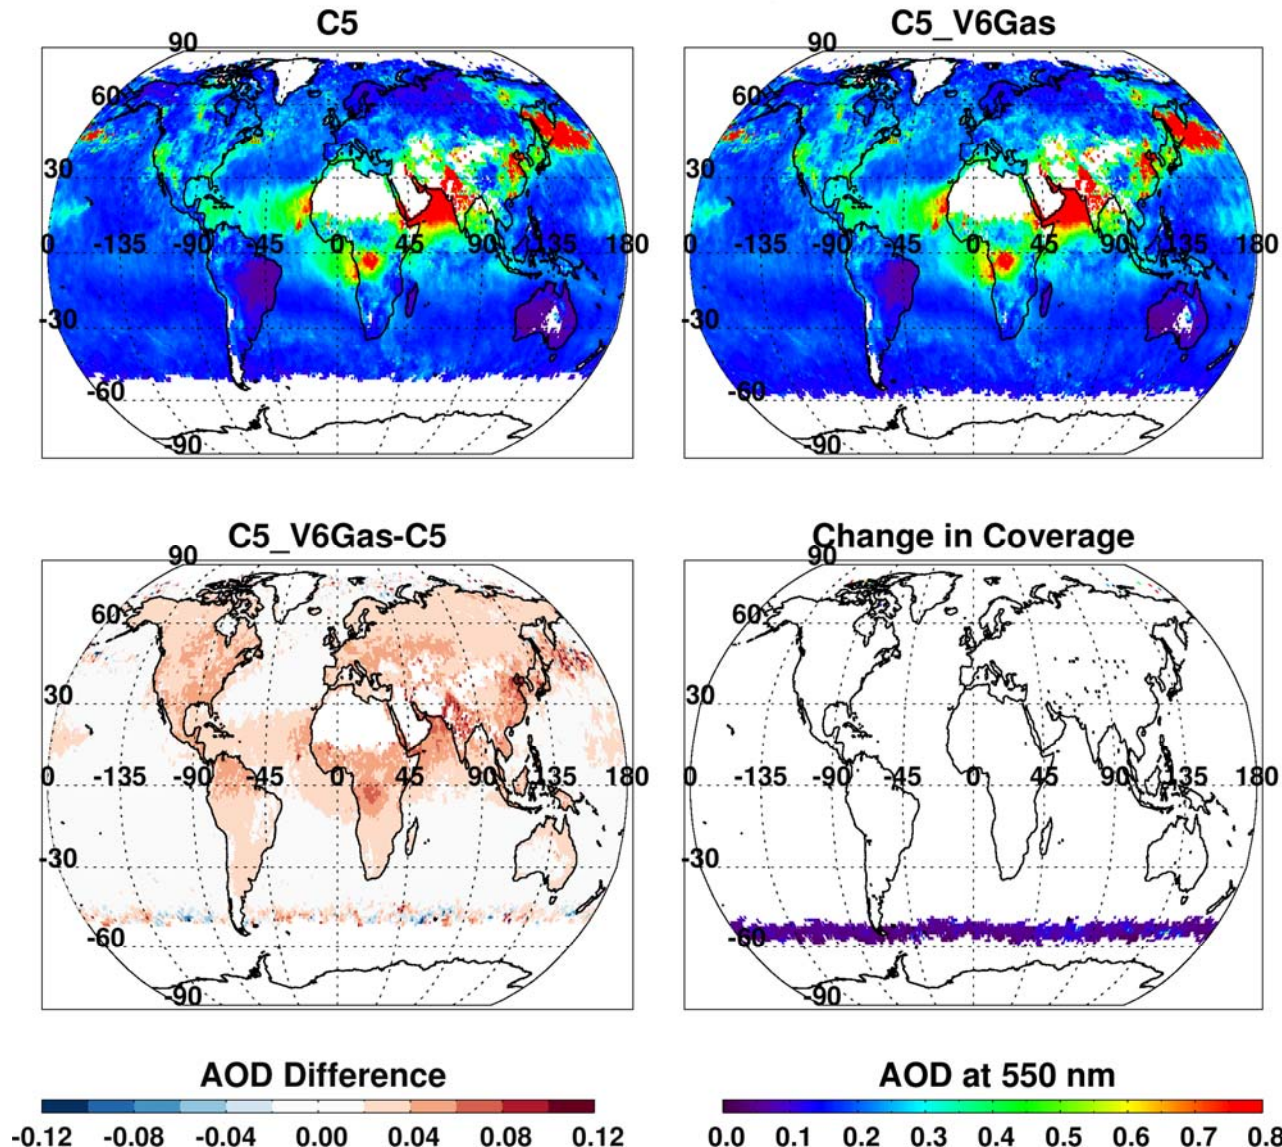 C5 C5_V6Gas
90 90
60 60
30 30
0 -135 -90 -45 0 45 90 135 180 0 -135 -90 -45 0 45 90 135 180
-30 -30
-60 -60
-90 -90
C5_V6Gas-C5 Change in Coverage
90 90
60 60
30 30
0 -135 -90 -45 0 45 90 135 180 0 -135 -90 -45 0 45 90 135 180
-30 -30
-60 -60
-90 -90
AOD Difference AOD at 550 nm
-0.12 -0.08 -0.04 0.00 0.04 0.08 0.12 0.0 0.1 0.2 0.3 0.4 0.5 0.6 0.7 0.8